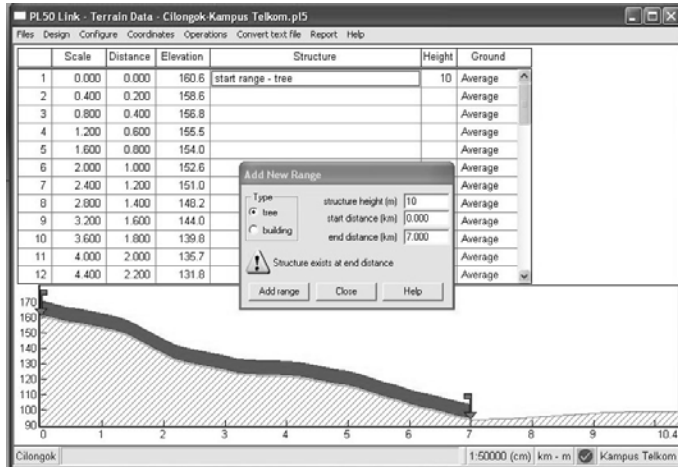 PL50 Link - Terrain Data - Cilongok-Kampus Telkom.pl5
Files Design Configure Coordinates Operations Convert text file Report Help
Scale Distance Elevation Structure Height Ground
1 0.000 0.000 160.6 start range - tree 10 Average
2 0.400 0.200 158.6 Average
3 0.800 0.400 156.8 Average
4 1.200 0.600 155.5 Average
5 1.600 0.800 154.0 Average
6 2.000 1.000 152.6 Average
7 2.400 1.200 151.0 Average
8 2.800 1.400 148.2 Average
9 3.200 1.600 144.0 Average
10 3.600 1.800 139.8 Average
11 4.000 2.000 135.7 Average
12 4.400 2.200 131.8 Average
Add New Range
Type
tree
building
structure height (m) 10
start distance (km) 0.000
end distance (km) 7.000
Structure exists at end distance
Add range Close Help
170
160
150
140
130
120
110
100
90
0 1 2 3 4 5 6 7 8 9 10.4
Cilongok 1:50000 (cm) km - m Kampus Telkom